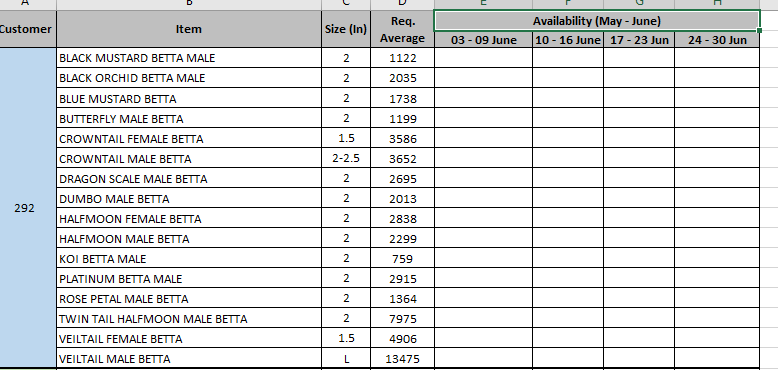 A B C D E F G H
Customer Item Size (In) Req. Average Availability (May - June)
03 - 09 June 10 - 16 June 17 - 23 Jun 24 - 30 Jun
292
BLACK MUSTARD BETTA MALE 2 1122
BLACK ORCHID BETTA MALE 2 2035
BLUE MUSTARD BETTA 2 1738
BUTTERFLY MALE BETTA 2 1199
CROWNTAIL FEMALE BETTA 1.5 3586
CROWNTAIL MALE BETTA 2-2.5 3652
DRAGON SCALE MALE BETTA 2 2695
DUMBO MALE BETTA 2 2013
HALFMOON FEMALE BETTA 2 2838
HALFMOON MALE BETTA 2 2299
KOI BETTA MALE 2 759
PLATINUM BETTA MALE 2 2915
ROSE PETAL MALE BETTA 2 1364
TWIN TAIL HALFMOON MALE BETTA 2 7975
VEILTAIL FEMALE BETTA 1.5 4906
VEILTAIL MALE BETTA L 13475